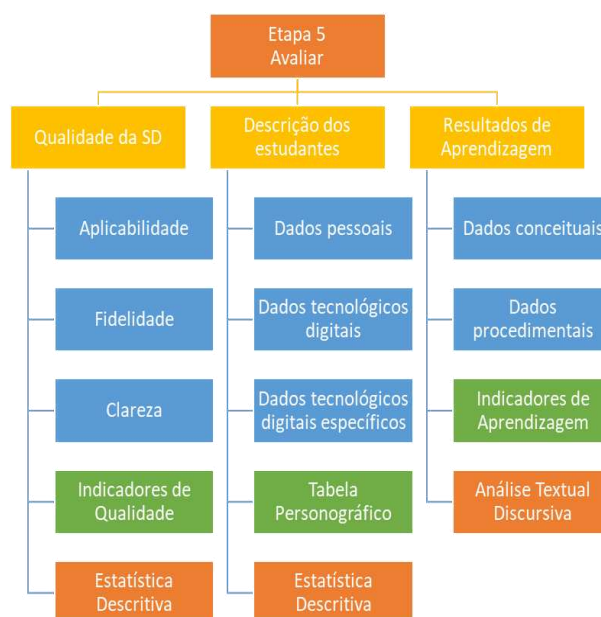 Etapa 5
Avaliar
Qualidade da SD
Descrição dos
estudantes
Resultados de
Aprendizagem
Aplicabilidade
Dados pessoais
Dados conceituais
Fidelidade
Dados tecnológicos
digitais
Dados
procedimentais
Clareza
Dados tecnológicos
digitais específicos
Indicadores de
Aprendizagem
Indicadores de
Qualidade
Tabela
Personográfico
Análise Textual
Discursiva
Estatística
Descritiva
Estatística
Descritiva